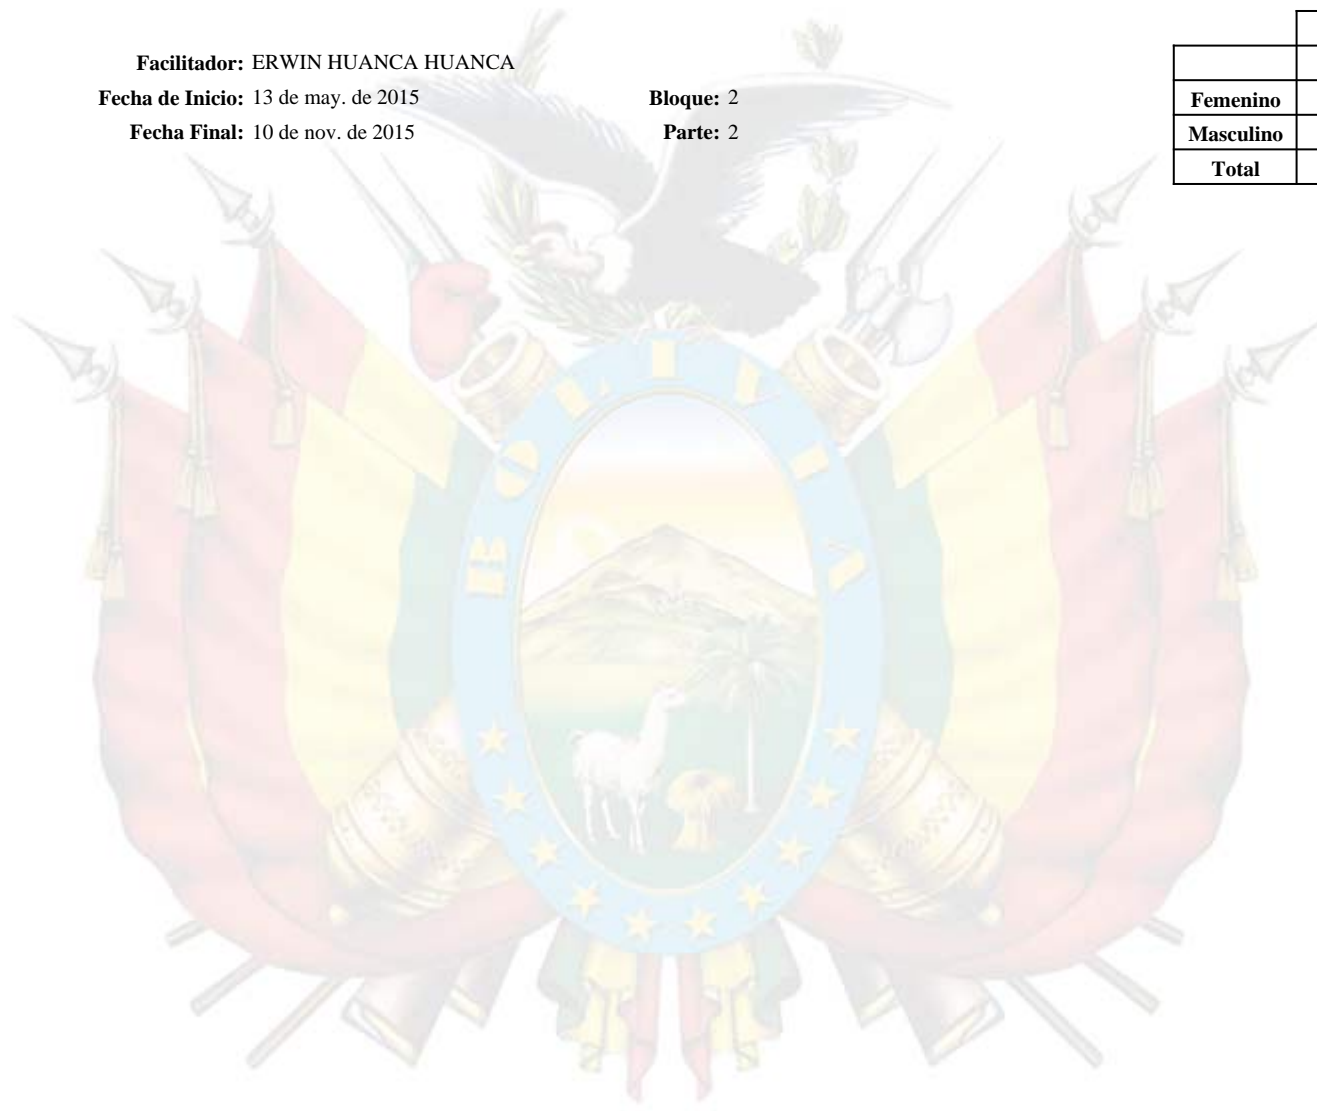 Facilitador: ERWIN HUANCA HUANCA
Fecha de Inicio: 13 de may. de 2015 Bloque: 2
Fecha Final: 10 de nov. de 2015 Parte: 2
Femenino
Masculino
Total
BOLIVIA